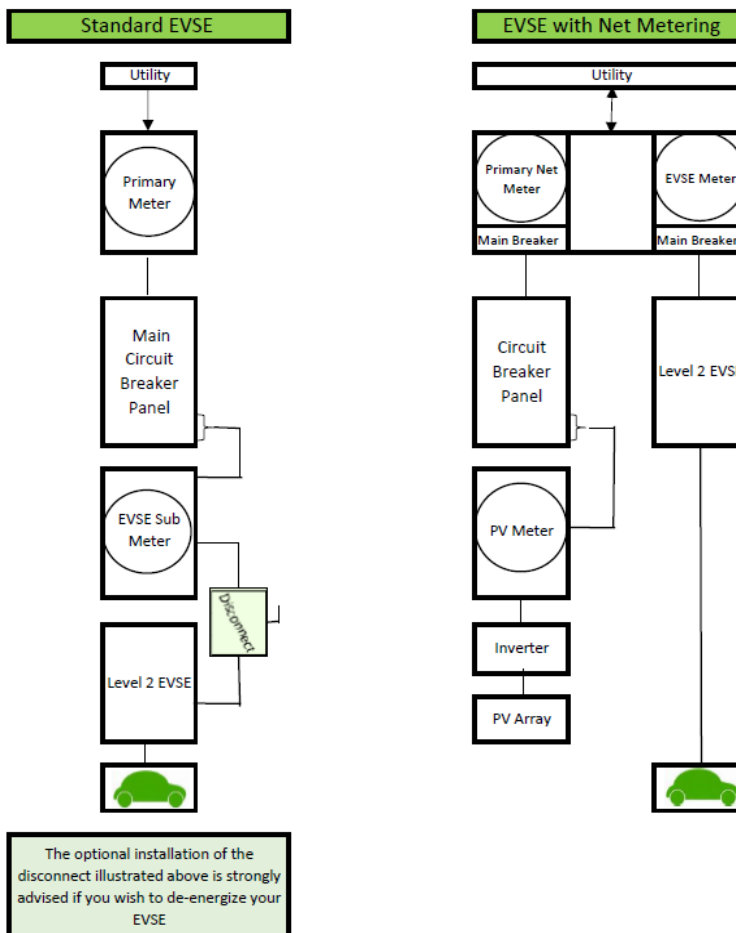 Standard EVSE
Utility
Primary
Meter
Main
Circuit
Breaker
Panel
EVSE Sub
Meter
Disconnect
Level 2 EVSE
The optional installation of the
disconnect illustrated above is strongly
advised if you wish to de-energize your
EVSE
EVSE with Net Metering
Utility
Primary Net
Meter
Main Breaker
EVSE Meter
Main Breaker
Circuit
Breaker
Panel
Level 2 EVSE
PV Meter
Inverter
PV Array